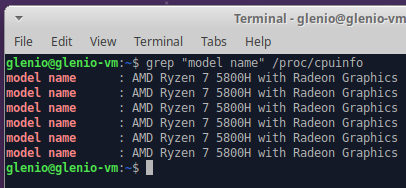 Terminal - glenio@glenio-vm
File Edit View Terminal Tabs Help
glenio@glenio-vm:~$ grep "model name" /proc/cpuinfo
model name : AMD Ryzen 7 5800H with Radeon Graphics
model name : AMD Ryzen 7 5800H with Radeon Graphics
model name : AMD Ryzen 7 5800H with Radeon Graphics
model name : AMD Ryzen 7 5800H with Radeon Graphics
model name : AMD Ryzen 7 5800H with Radeon Graphics
model name : AMD Ryzen 7 5800H with Radeon Graphics
glenio@glenio-vm:~$